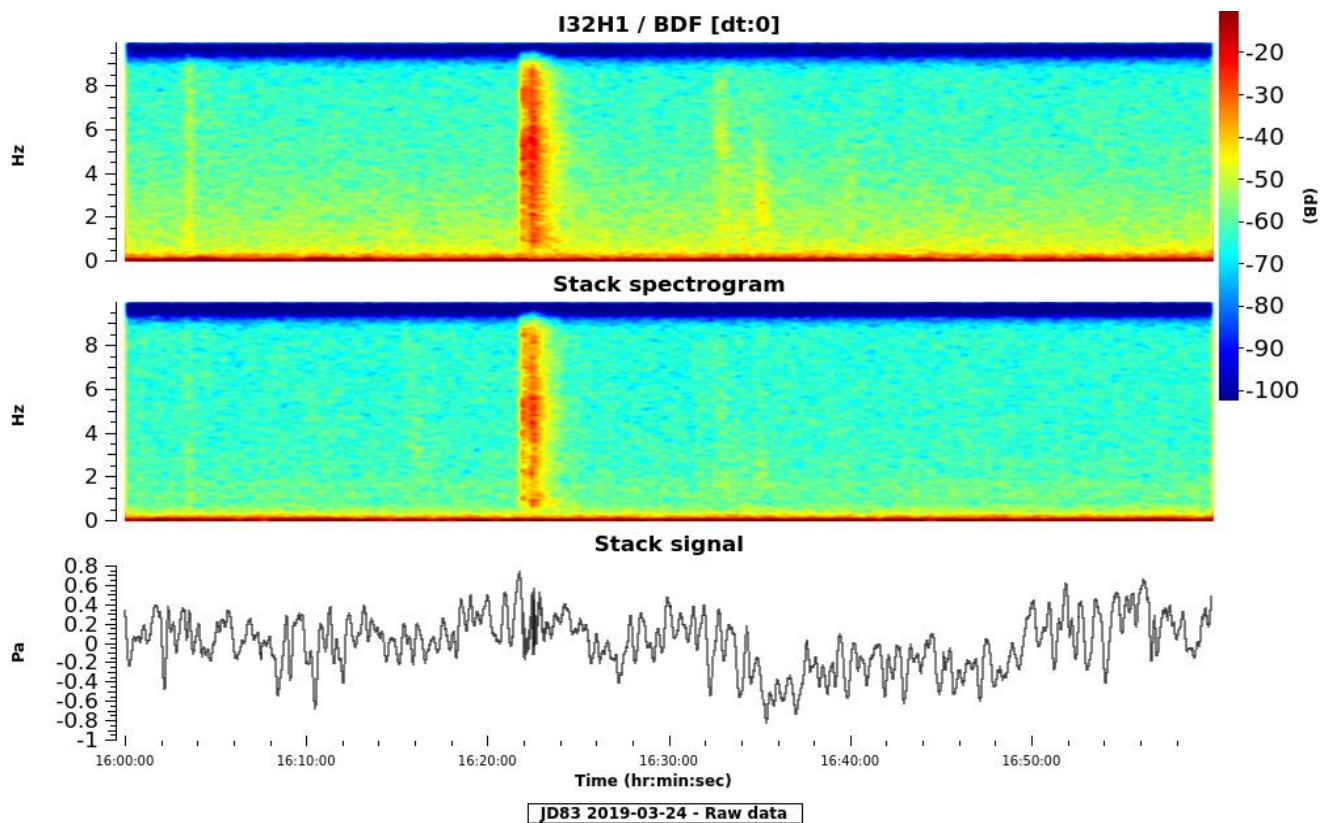 I32H1 / BDF [dt:0]
8
6
4
2
0
Hz
-20
-30
-40
-50
-60
-70
-80
-90
-100
(dB)
Stack spectrogram
8
6
4
2
0
Hz
Stack signal
0.8
0.6
0.4
0.2
0
-0.2
-0.4
-0.6
-0.8
-1
Pa
16:00:00 16:10:00 16:20:00 16:30:00 16:40:00 16:50:00
Time (hr:min:sec)
JD83 2019-03-24 - Raw data